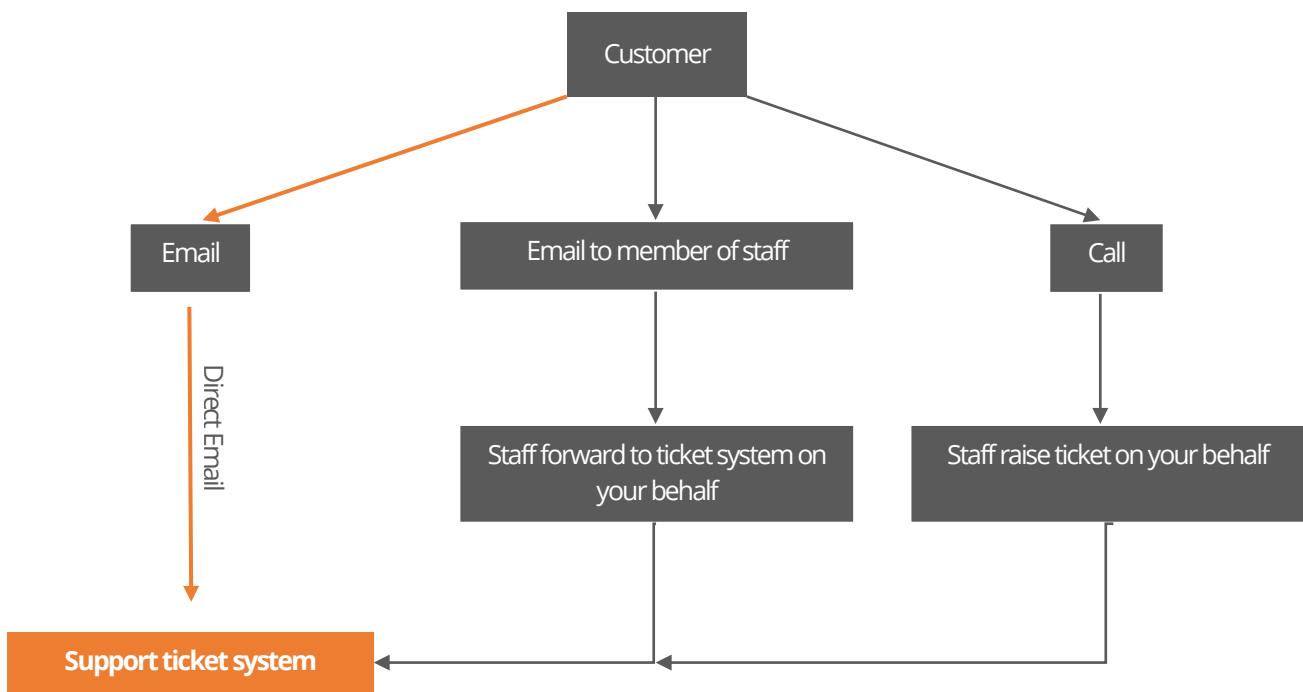 Customer
Email
Email to member of staff
Call
Direct Email
Staff forward to ticket system on
your behalf
Staff raise ticket on your behalf
Support ticket system